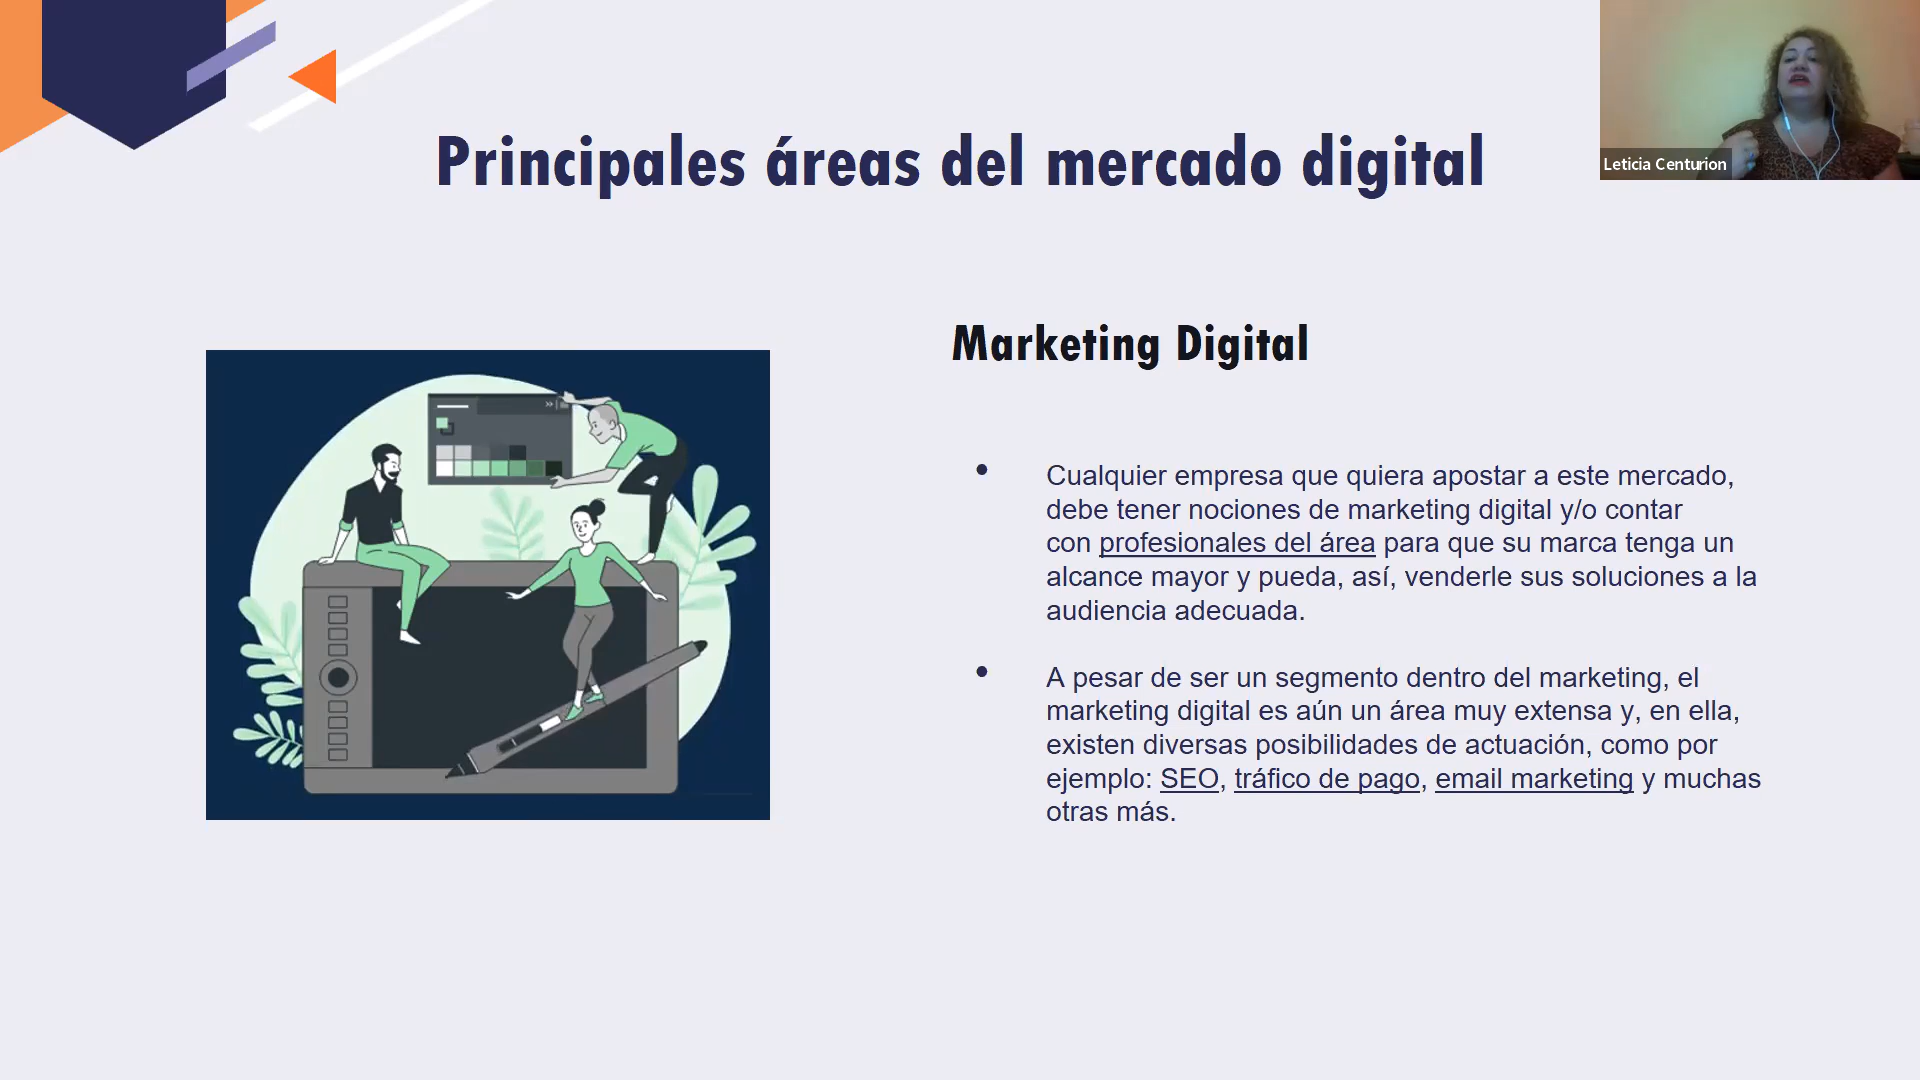 Principales áreas del mercado digital
Leticia Centurion
Marketing Digital
• Cualquier empresa que quiera apostar a este mercado,
debe tener nociones de marketing digital y/o contar
con profesionales del área para que su marca tenga un
alcance mayor y pueda, así, venderle sus soluciones a la
audiencia adecuada.
• A pesar de ser un segmento dentro del marketing, el
marketing digital es aún un área muy extensa y, en ella,
existen diversas posibilidades de actuación, como por
ejemplo: SEO, tráfico de pago, email marketing y muchas
otras más.